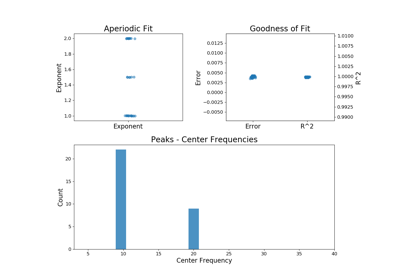 Aperiodic Fit
Exponent
2.0
1.8
1.6
1.4
1.2
1.0
Exponent
Goodness of Fit
Error
0.0125
0.0100
0.0075
0.0050
0.0025
0.0000
−0.0025
−0.0050
1.0100
1.0075
1.0050
1.0025
1.0000
0.9975
0.9950
0.9925
0.9900
R^2
Error R^2
Peaks - Center Frequencies
Count
20
15
10
5
0
5 10 15 20 25 30 35 40
Center Frequency